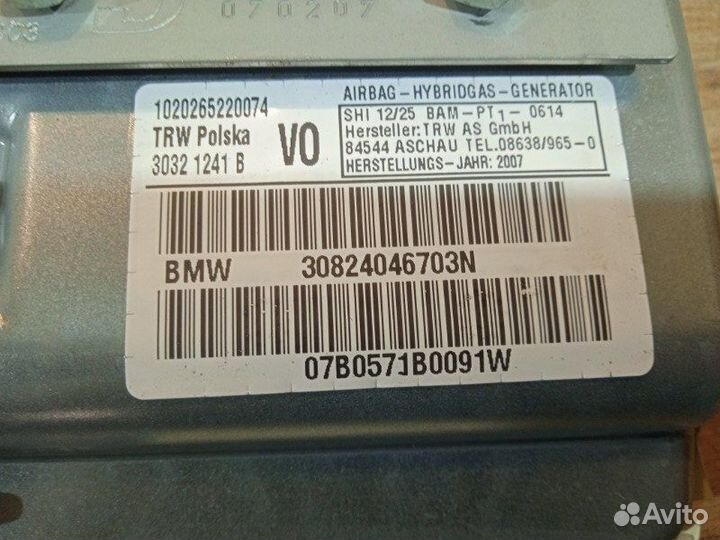 070207
1020265220074
TRW Polska
3032 1241 B
VO
AIRBAG-HYBRIDGAS-GENERATOR
SHI 12/25 BAM-PT1- 0614
Hersteller:TRW AS GmbH
84544 ASCHAU TEL.08638/965-0
HERSTELLUNGS-JAHR: 2007
BMW 30824046703N
07B0571B0091W
Avito